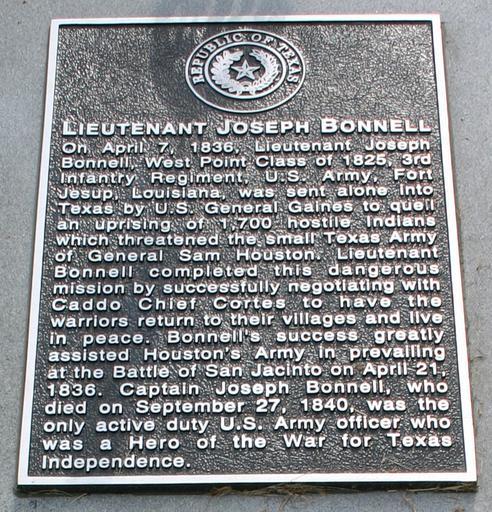 REPUBLIC OF TEXAS
LIEUTENANT JOSEPH BONNELL
On April 7, 1836, Lieutenant Joseph
Bonnell, West Point Class of 1825, 3rd
Infantry Regiment, U.S. Army, Fort
Jesup, Louisiana, was sent alone into
Texas by U.S. General Gaines to quell
an uprising of 1,700 hostile Indians
which threatened the small Texas Army
of General Sam Houston. Lieutenant
Bonnell completed this dangerous
mission by successfully negotiating with
Caddo Chief Cortes to have the
warriors return to their villages and live
in peace. Bonnell's success greatly
assisted Houston's Army in prevailing
at the Battle of San Jacinto on April 21,
1836. Captain Joseph Bonnell, who
died on September 27, 1840, was the
only active duty U.S. Army officer who
was a Hero of the War for Texas
Independence.